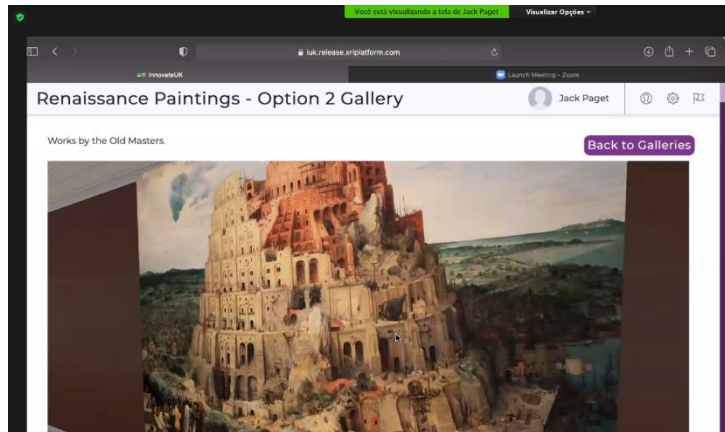 Você está visualizando a tela de Jack Paget
Visualizar Opções
iuk.release.xriplatform.com
InnovateUK
Launch Meeting - Zoom
Renaissance Paintings - Option 2 Gallery
Jack Paget
Works by the Old Masters.
Back to Galleries